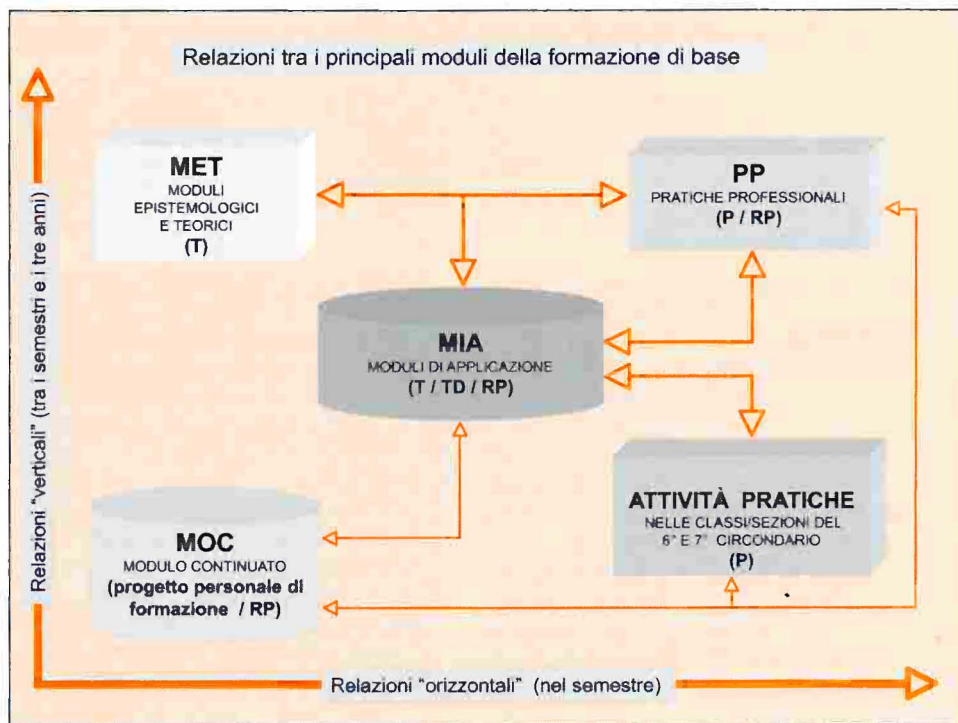 Relazioni tra i principali moduli della formazione di base
Relazioni "verticali" (tra i semestri e i tre anni)
MET
MODULI
EPISTEMOLOGICI
E TEORICI
(T)
PP
PRATICHE PROFESSIONALI
(P / RP)
MIA
MODULI DI APPLICAZIONE
(T / TD / RP)
MOC
MODULO CONTINUATO
(progetto personale di
formazione / RP)
ATTIVITÀ PRATICHE
NELLE CLASSI/SEZIONI DEL
6° E 7° CIRCONDARIO
(P)
Relazioni "orizzontali" (nel semestre)